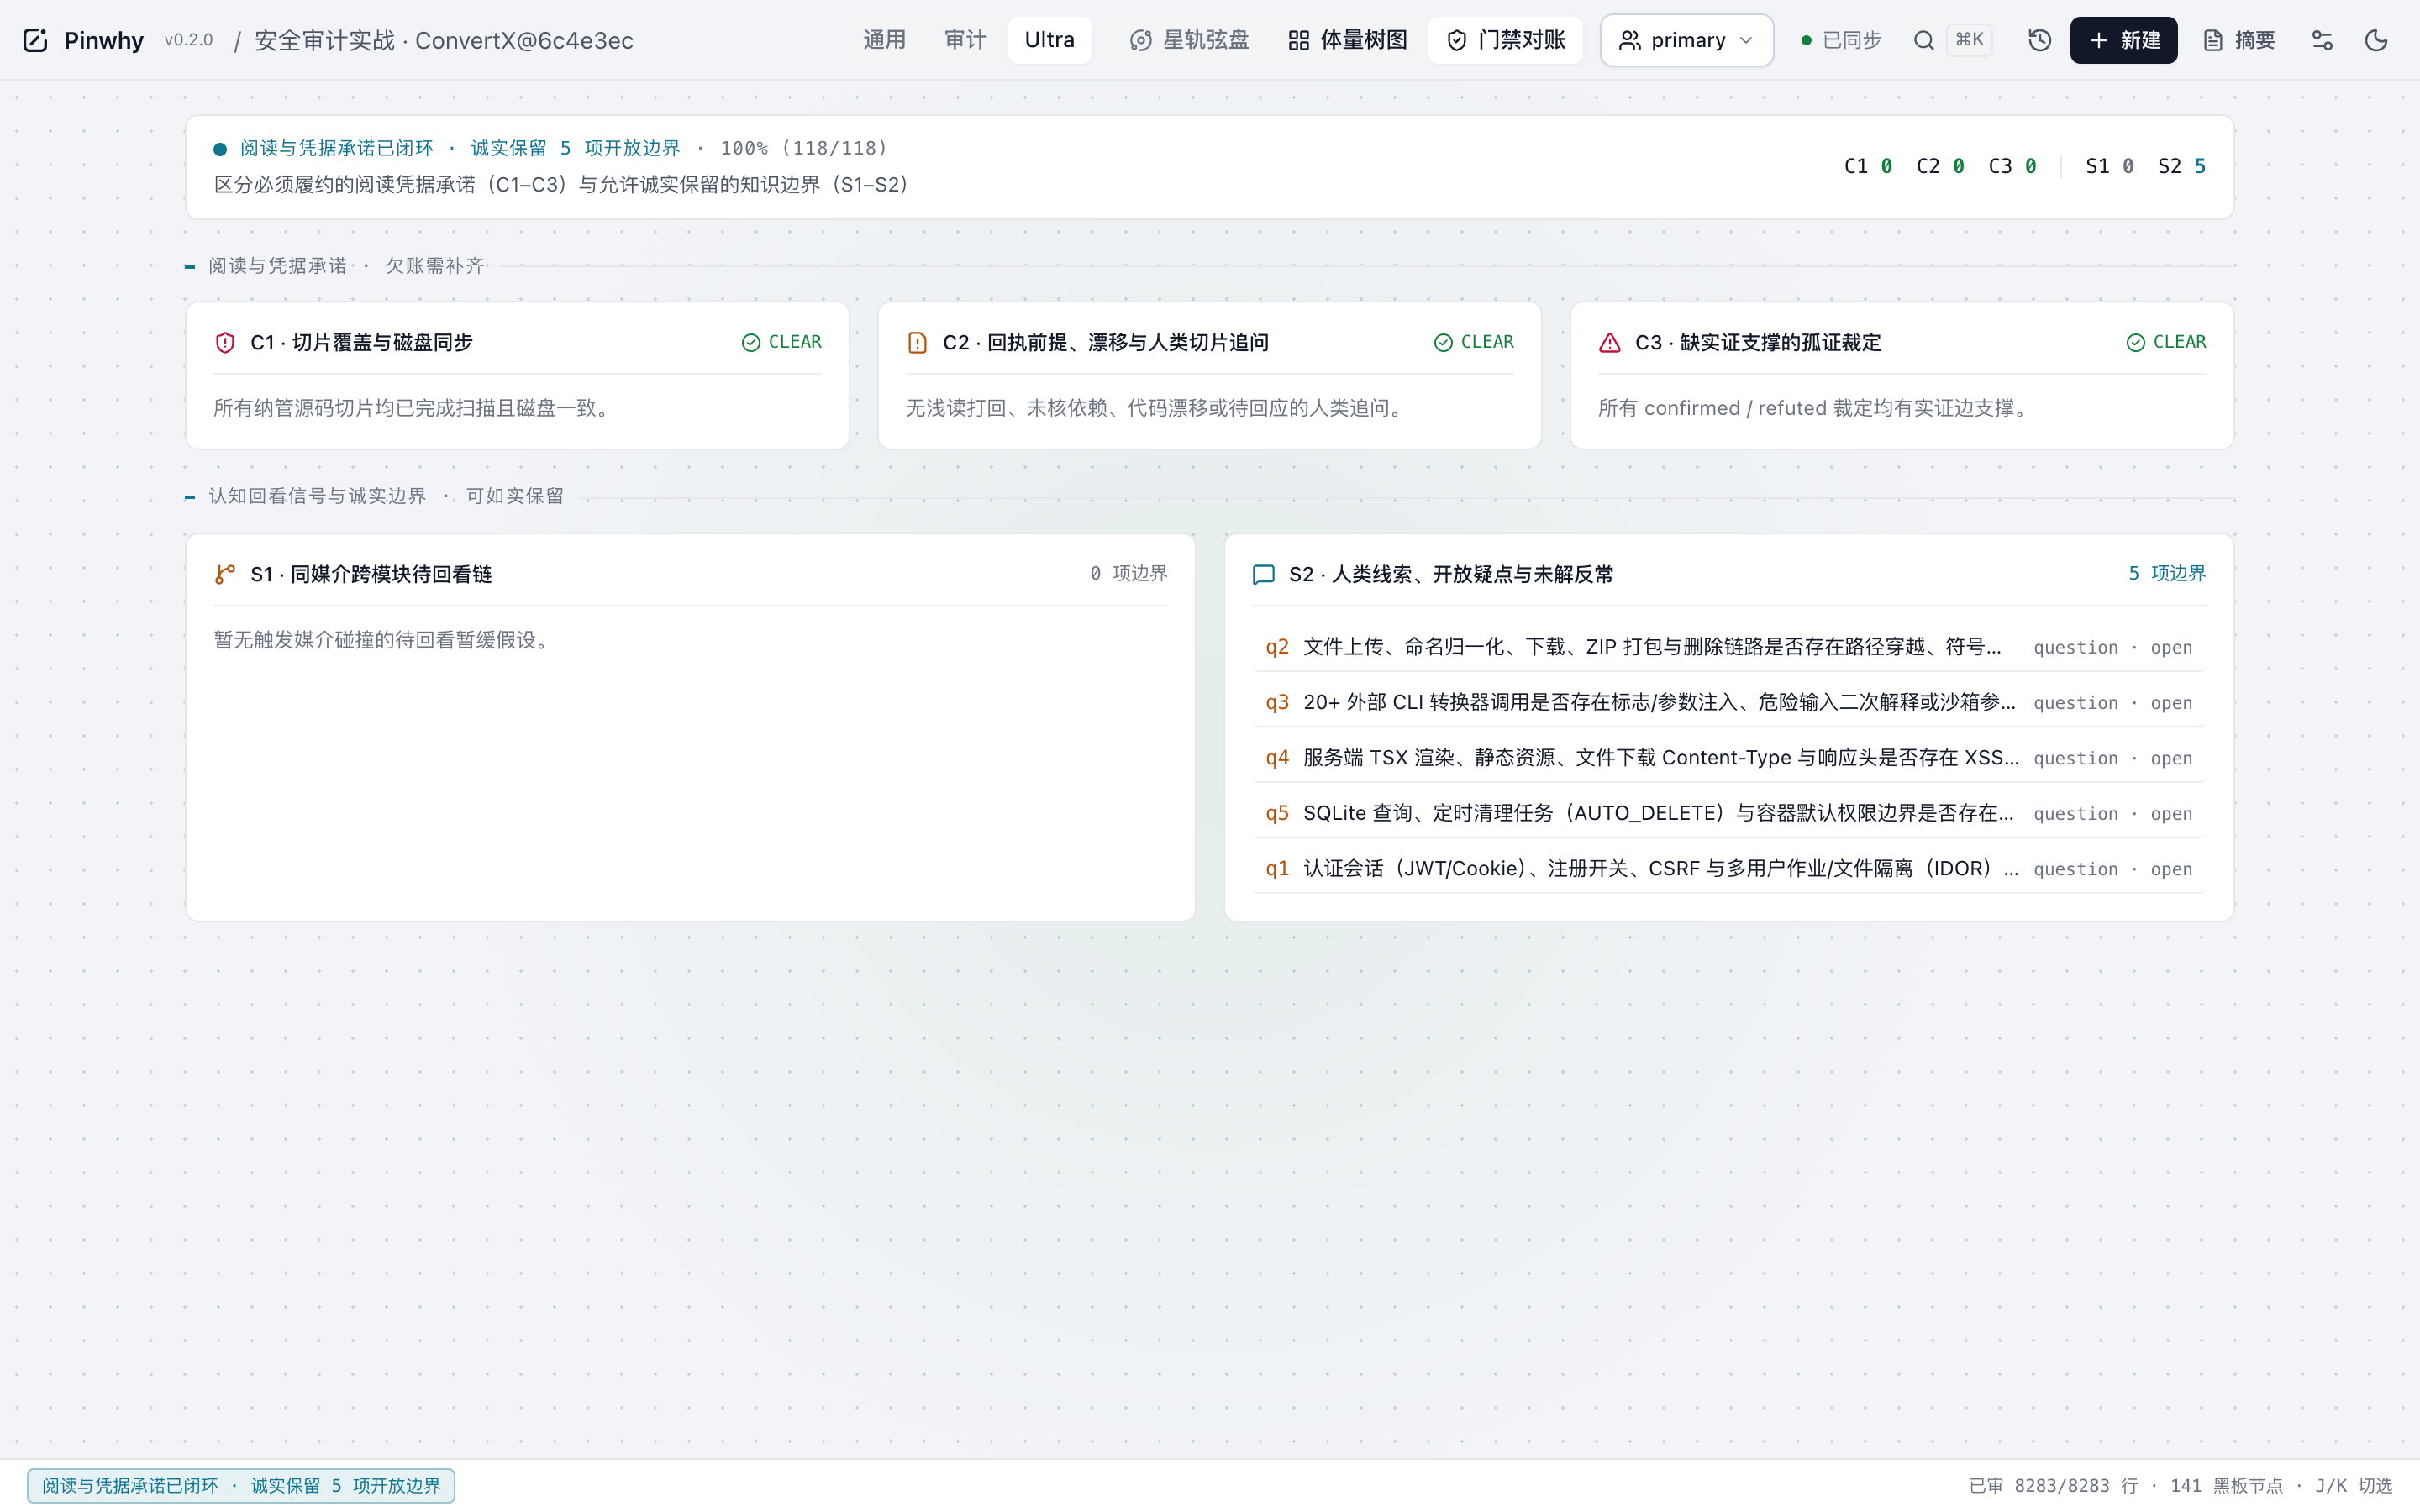 Pinwhy v0.2.0 / 安全审计实战 · ConvertX@6c4e3ec 通用 审计 Ultra 星轨弦盘 体量树图 门禁对账 primary 已同步 ⌘K 新建 摘要
阅读与凭据承诺已闭环 · 诚实保留 5 项开放边界 · 100% (118/118)
区分必须履约的阅读凭据承诺（C1–C3）与允许诚实保留的知识边界（S1–S2）
C1 0 C2 0 C3 0 S1 0 S2 5
阅读与凭据承诺 · 欠账需补齐
C1 · 切片覆盖与磁盘同步 CLEAR
所有纳管源码切片均已完成扫描且磁盘一致。
C2 · 回执前提、漂移与人类切片追问 CLEAR
无浅读打回、未核依赖、代码漂移或待回应的人类追问。
C3 · 缺实证支撑的孤证裁定 CLEAR
所有 confirmed / refuted 裁定均有实证边支撑。
认知回看信号与诚实边界 · 可如实保留
S1 · 同媒介跨模块待回看链 0 项边界
暂无触发媒介碰撞的待回看暂缓假设。
S2 · 人类线索、开放疑点与未解反常 5 项边界
q2 文件上传、命名归一化、下载、ZIP 打包与删除链路是否存在路径穿越、符号... question · open
q3 20+ 外部 CLI 转换器调用是否存在标志/参数注入、危险输入二次解释或沙箱参... question · open
q4 服务端 TSX 渲染、静态资源、文件下载 Content-Type 与响应头是否存在 XSS... question · open
q5 SQLite 查询、定时清理任务（AUTO_DELETE）与容器默认权限边界是否存在... question · open
q1 认证会话（JWT/Cookie）、注册开关、CSRF 与多用户作业/文件隔离（IDOR）... question · open
阅读与凭据承诺已闭环 · 诚实保留 5 项开放边界
已审 8283/8283 行 · 141 黑板节点 · J/K 切选